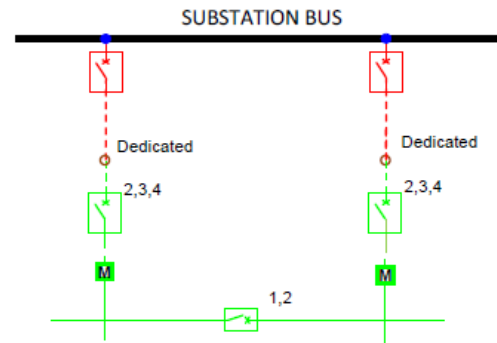 SUBSTATION BUS
Dedicated
Dedicated
2,3,4
2,3,4
M
M
1,2